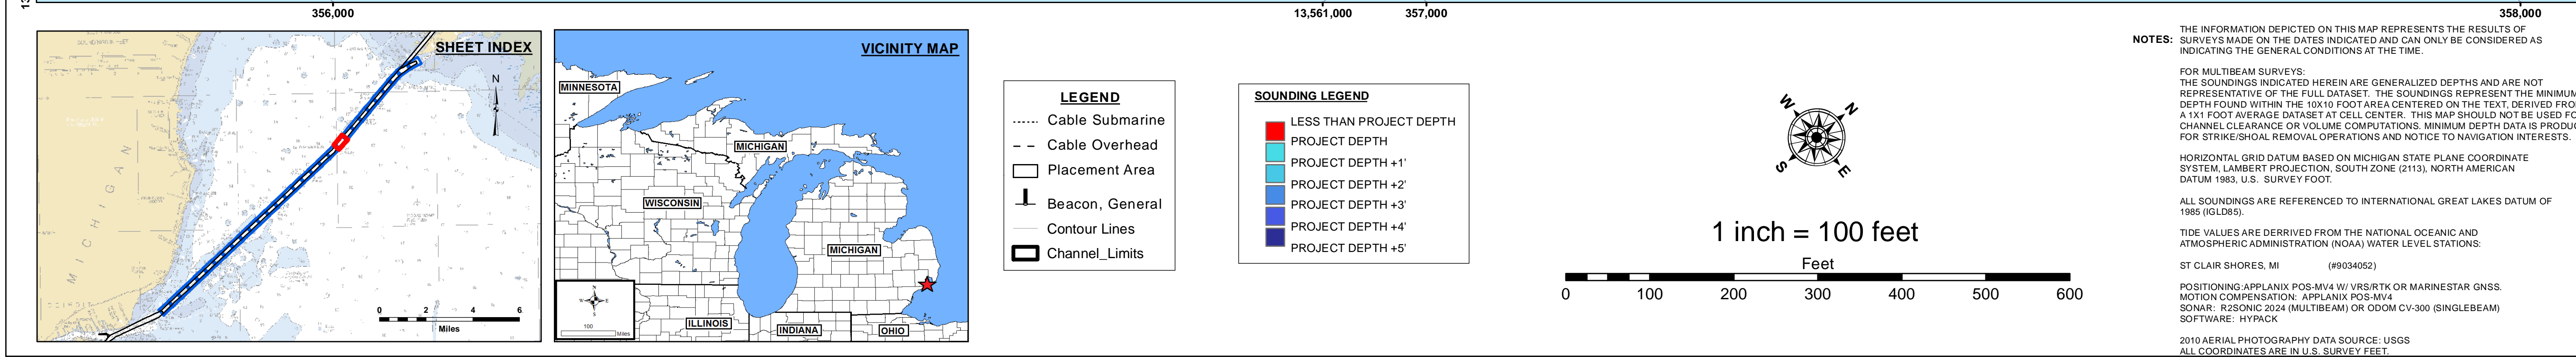 356,000
13,561,000
357,000
358,000
SHEET INDEX
N
MICHIGAN
0 2 4 6
Miles
VICINITY MAP
MINNESOTA
MICHIGAN
WISCONSIN
MICHIGAN
ILLINOIS
INDIANA
OHIO
N
W E
S
100
Miles
LEGEND
Cable Submarine
Cable Overhead
Placement Area
Beacon, General
Contour Lines
Channel_Limits
SOUNDING LEGEND
LESS THAN PROJECT DEPTH
PROJECT DEPTH
PROJECT DEPTH +1'
PROJECT DEPTH +2'
PROJECT DEPTH +3'
PROJECT DEPTH +4'
PROJECT DEPTH +5'
W N
S E
1 inch = 100 feet
Feet
0 100 200 300 400 500 600
NOTES:
THE INFORMATION DEPICTED ON THIS MAP REPRESENTS THE RESULTS OF
SURVEYS MADE ON THE DATES INDICATED AND CAN ONLY BE CONSIDERED AS
INDICATING THE GENERAL CONDITIONS AT THE TIME.
FOR MULTIBEAM SURVEYS:
THE SOUNDINGS INDICATED HEREIN ARE GENERALIZED DEPTHS AND ARE NOT
REPRESENTATIVE OF THE FULL DATASET. THE SOUNDINGS REPRESENT THE MINIMUM
DEPTH FOUND WITHIN THE 10X10 FOOT AREA CENTERED ON THE TEXT, DERIVED FRO
A 1X1 FOOT AVERAGE DATASET AT CELL CENTER. THIS MAP SHOULD NOT BE USED FO
CHANNEL CLEARANCE OR VOLUME COMPUTATIONS. MINIMUM DEPTH DATA IS PRODUC
FOR STRIKE/SHOAL REMOVAL OPERATIONS AND NOTICE TO NAVIGATION INTERESTS.
HORIZONTAL GRID DATUM BASED ON MICHIGAN STATE PLANE COORDINATE
SYSTEM, LAMBERT PROJECTION, SOUTH ZONE (2113), NORTH AMERICAN
DATUM 1983, U.S. SURVEY FOOT.
ALL SOUNDINGS ARE REFERENCED TO INTERNATIONAL GREAT LAKES DATUM OF
1985 (IGLD85).
TIDE VALUES ARE DERRIVED FROM THE NATIONAL OCEANIC AND
ATMOSPHERIC ADMINISTRATION (NOAA) WATER LEVEL STATIONS:
ST CLAIR SHORES, MI (#9034052)
POSITIONING:APPLANIX POS-MV4 W/ VRS/RTK OR MARINESTAR GNSS.
MOTION COMPENSATION: APPLANIX POS-MV4
SONAR: R2SONIC 2024 (MULTIBEAM) OR ODOM CV-300 (SINGLEBEAM)
SOFTWARE: HYPACK
2010 AERIAL PHOTOGRAPHY DATA SOURCE: USGS
ALL COORDINATES ARE IN U.S. SURVEY FEET.